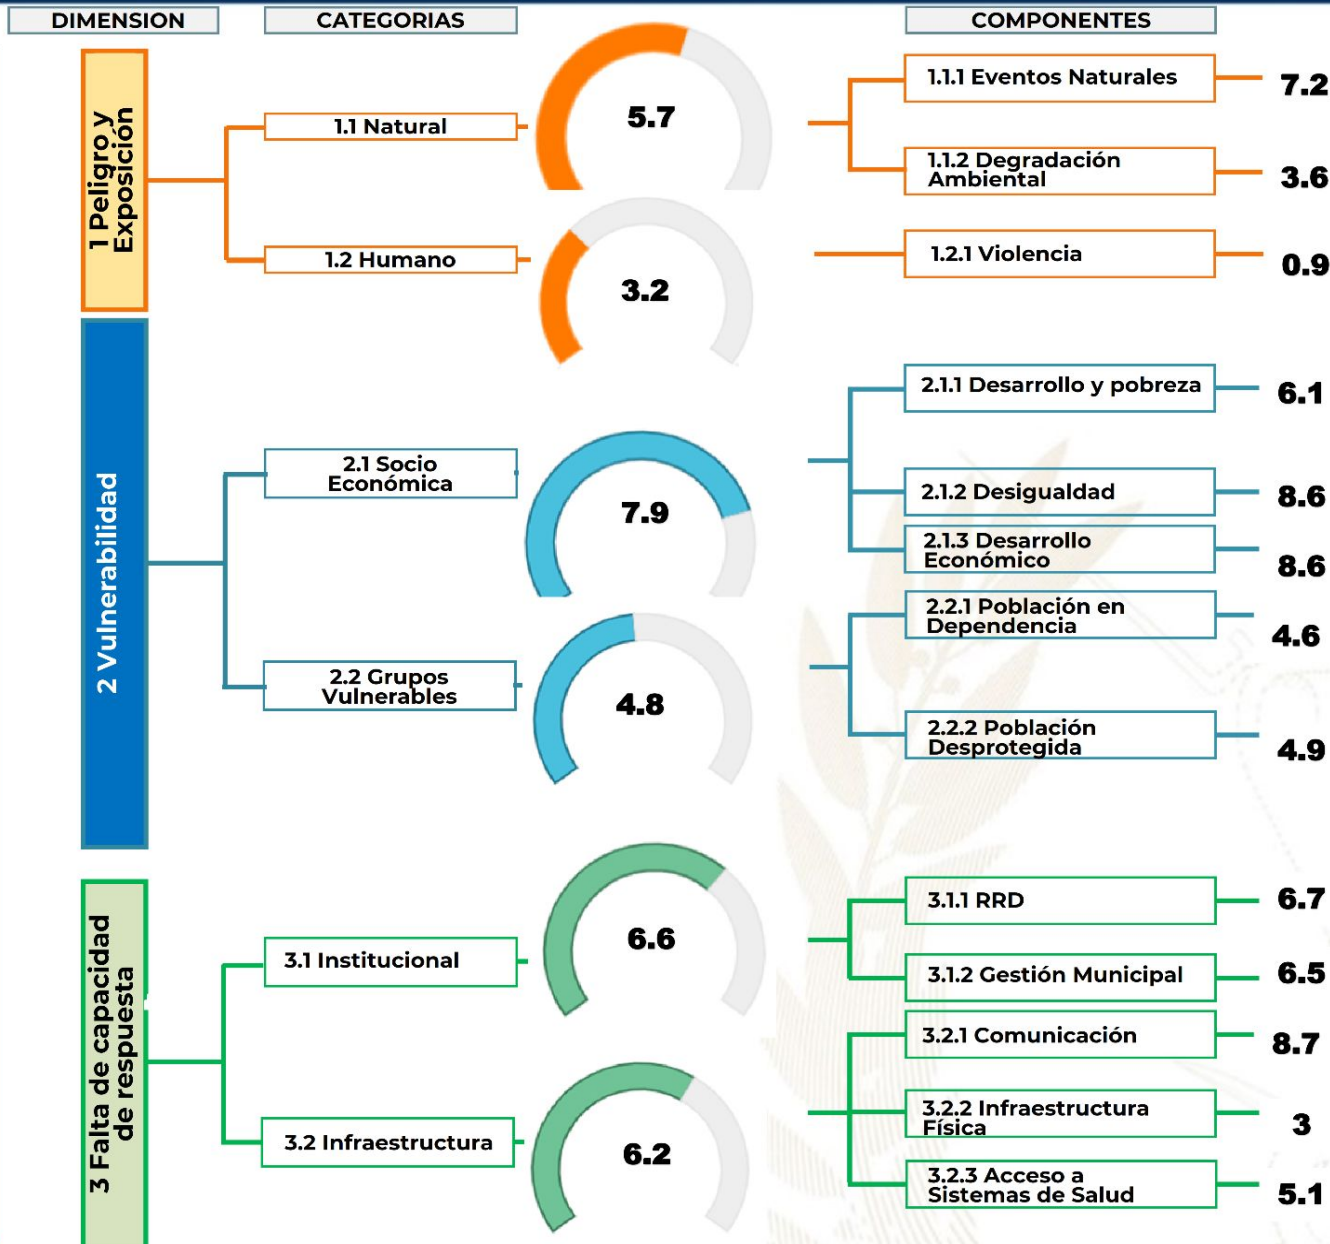 DIMENSION
CATEGORIAS
COMPONENTES
1 Peligro y
Exposición
1.1 Natural
5.7
1.1.1 Eventos Naturales
7.2
1.1.2 Degradación
Ambiental
3.6
1.2 Humano
3.2
1.2.1 Violencia
0.9
2 Vulnerabilidad
2.1 Socio
Económica
7.9
2.1.1 Desarrollo y pobreza
6.1
2.1.2 Desigualdad
8.6
2.1.3 Desarrollo
Económico
8.6
2.2 Grupos
Vulnerables
4.8
2.2.1 Población en
Dependencia
4.6
2.2.2 Población
Desprotegida
4.9
3 Falta de capacidad
de respuesta
3.1 Institucional
6.6
3.1.1 RRD
6.7
3.1.2 Gestión Municipal
6.5
3.2 Infraestructura
6.2
3.2.1 Comunicación
8.7
3.2.2 Infraestructura
Física
3
3.2.3 Acceso a
Sistemas de Salud
5.1